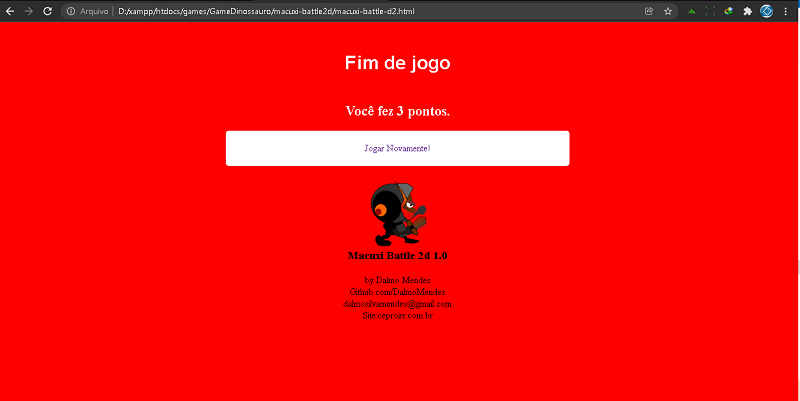 Arquivo | D:/xampp/htdocs/games/GameDinossauro/macuxi-battle2d/macuxi-battle-d2.html
Fim de jogo
Você fez 3 pontos.
Jogar Novamente!
Macuxi Battle 2d 1.0
by Dalmo Mendes
Github.com/DalmoMendes
dalmosilvamendes@gmail.com
Site:ceprorr.com.br